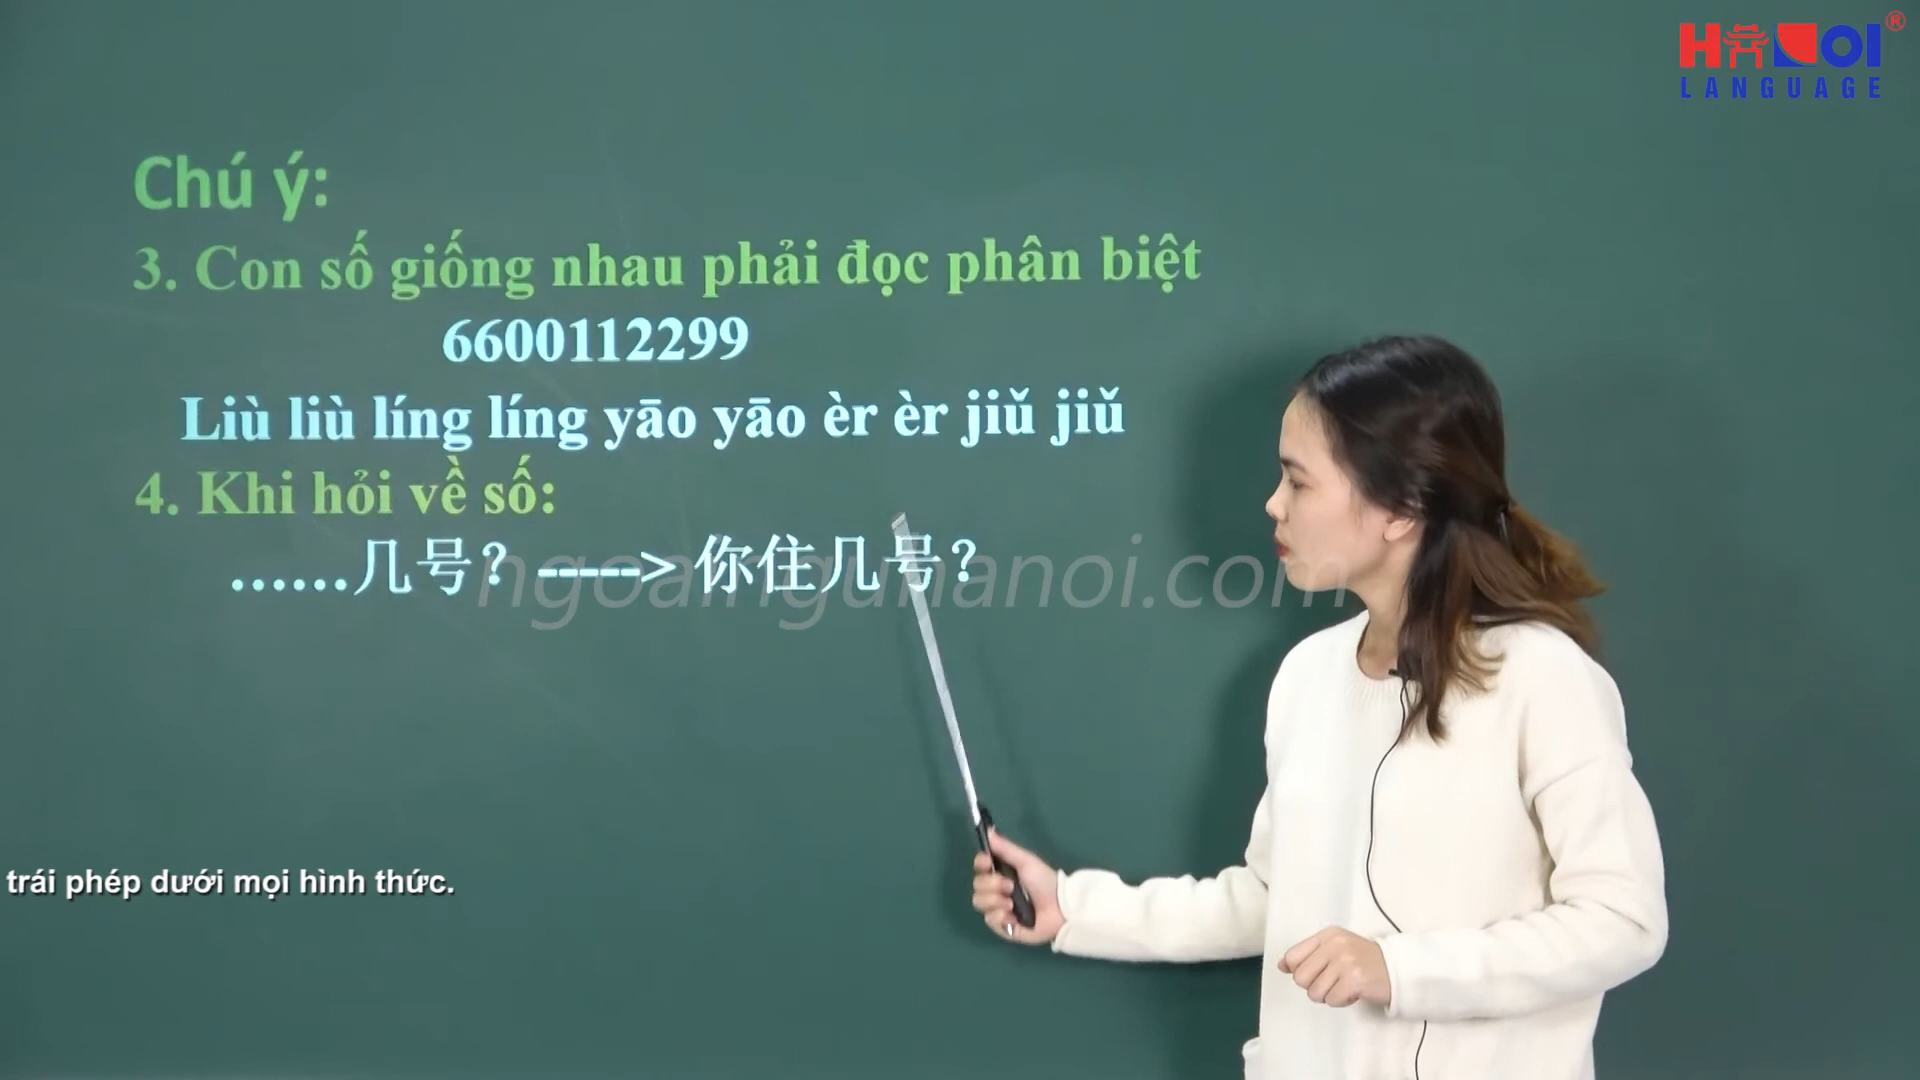 HANOI®
LANGUAGE
Chú ý:
3. Con số giống nhau phải đọc phân biệt
6600112299
Liù liù líng líng yāo yāo èr èr jiǔ jiǔ
4. Khi hỏi về số:
……几号？-----> 你住几号？
ngoainguhanoi.com
trái phép dưới mọi hình thức.